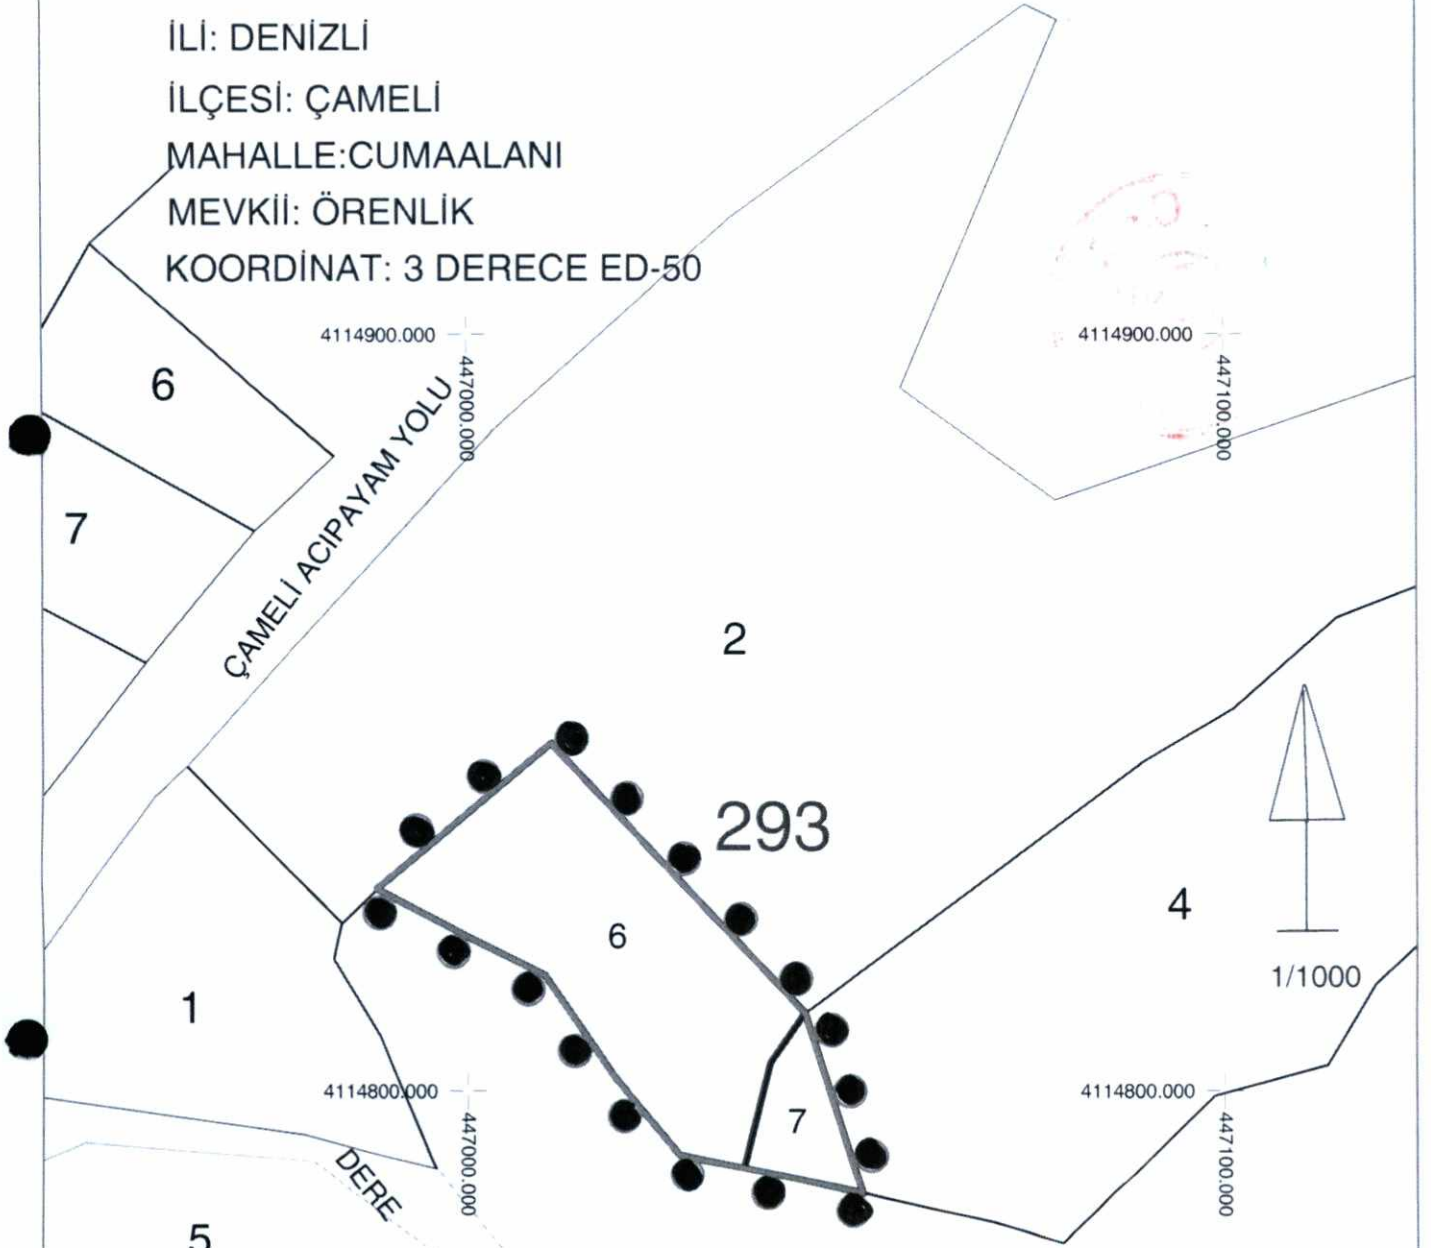 İLİ: DENİZLİ
İLÇESİ: ÇAMELİ
MAHALLE:CUMAALANI
MEVKİİ: ÖRENLİK
KOORDİNAT: 3 DERECE ED-50
4114900.000
447000.000
4114900.000
447100.000
6
7
ÇAMELİ ACIPAYAM YOLU
2
293
4
6
1/1000
1
4114800.000
447000.000
7
4114800.000
447100.000
DERE
5